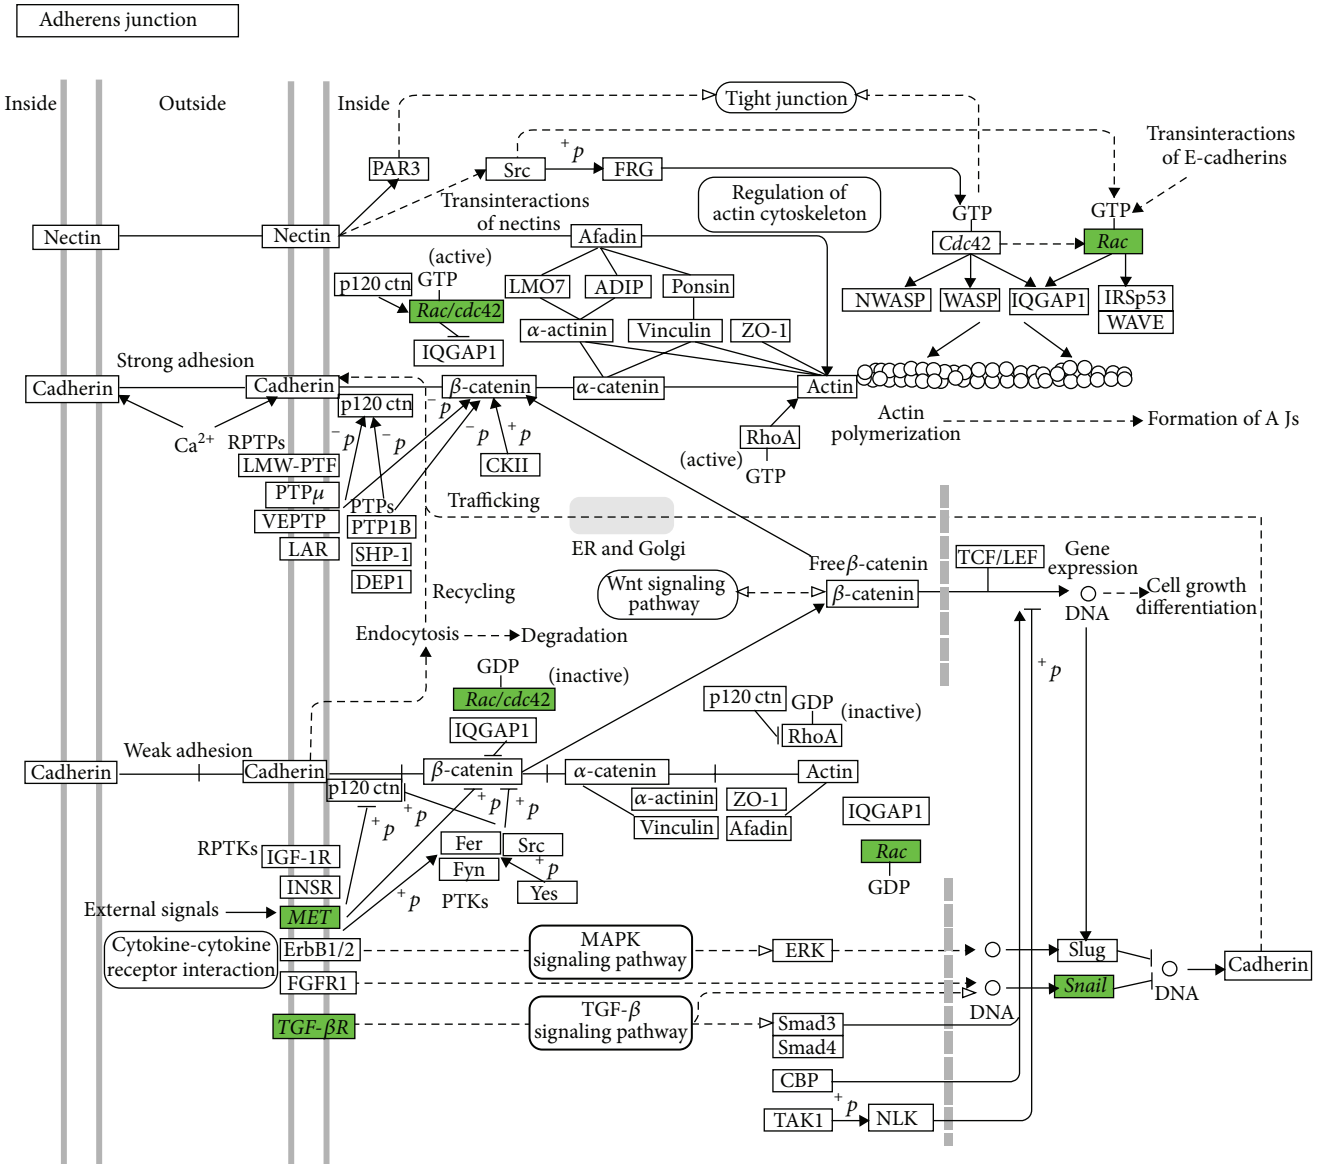 Adherens junction
Inside
Outside
Inside
Tight junction
Transinteractions
of E-cadherins
+p
PAR3
Src
FRG
Regulation of
actin cytoskeleton
Transinteractions
of nectins
GTP
GTP
Nectin
Nectin
Afadin
Cdc42
Rac
(active)
p120 ctn
GTP
LMO7
ADIP
Ponsin
NWASP
WASP
IQGAP1
IRSp53
WAVE
Rac/cdc42
α-actinin
Vinculin
ZO-1
IQGAP1
Strong adhesion
Cadherin
Cadherin
β-catenin
α-catenin
Actin
p120 ctn
−p
Actin
polymerization
Formation of A Js
Ca2+
RPTPs
−p
−p
−p
+p
RhoA
(active)
GTP
LMW-PTF
CKII
PTPμ
PTPs
Trafficking
VEPTP
PTP1B
LAR
SHP-1
DEP1
ER and Golgi
Free β-catenin
TCF/LEF
Gene
expression
Wnt signaling
pathway
β-catenin
DNA
Cell growth
differentiation
Recycling
Endocytosis
Degradation
GDP
(inactive)
+p
Rac/cdc42
p120 ctn
GDP
(inactive)
IQGAP1
RhoA
Weak adhesion
Cadherin
Cadherin
β-catenin
α-catenin
Actin
p120 ctn
+p
+p
+p
+p
α-actinin
ZO-1
Vinculin
Afadin
IQGAP1
RPTKs
IGF-1R
Fer
Src
Rac
Fyn
+p
Yes
GDP
INSR
+p
PTKs
External signals
MET
Cytokine-cytokine
receptor interaction
ErbB1/2
MAPK
signaling pathway
ERK
Slug
Cadherin
FGFR1
Snail
DNA
DNA
TGF-βR
TGF-β
signaling pathway
Smad3
Smad4
CBP
+p
TAK1
NLK